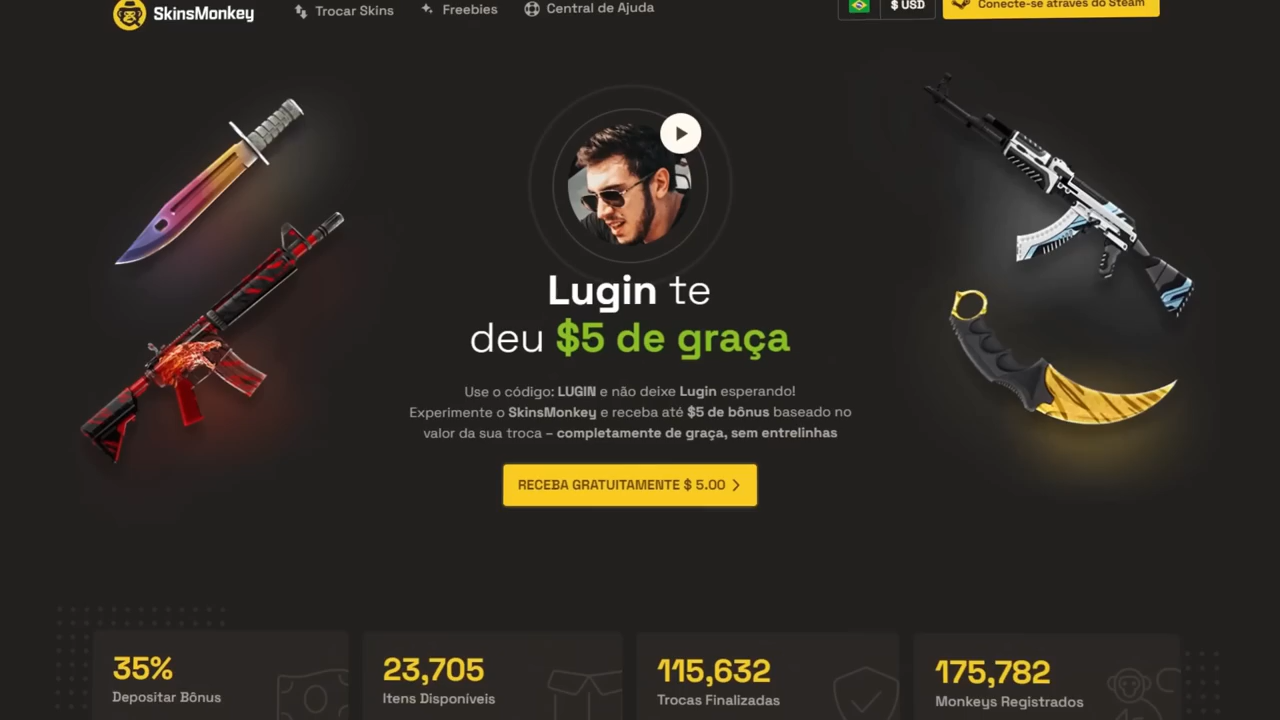 SkinsMonkey
Trocar Skins
Freebies
Central de Ajuda
$ USD
Conecte-se através do Steam
Lugin te
deu $5 de graça
Use o código: LUGIN e não deixe Lugin esperando!
Experimente o SkinsMonkey e receba até $5 de bônus baseado no
valor da sua troca – completamente de graça, sem entrelinhas
RECEBA GRATUITAMENTE $ 5.00
35%
Depositar Bônus
23,705
Itens Disponíveis
115,632
Trocas Finalizadas
175,782
Monkeys Registrados